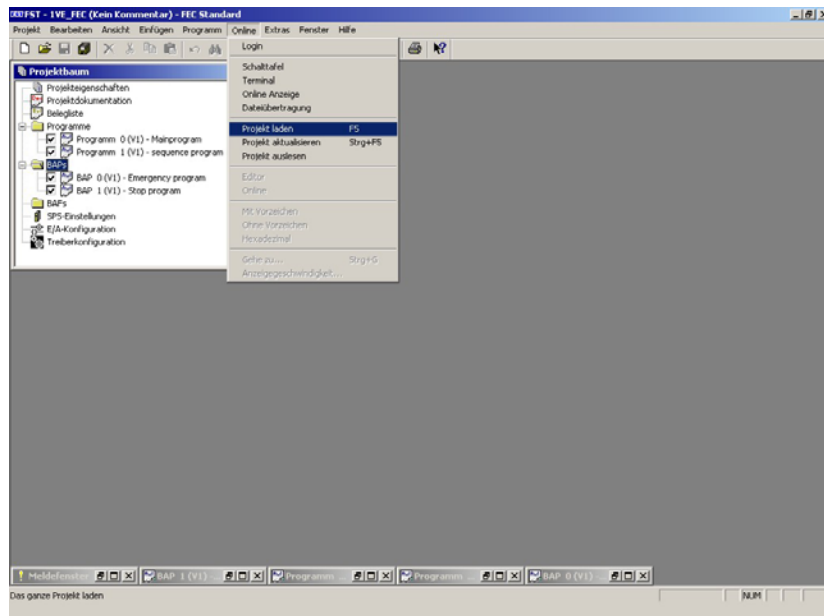 FST - 1VE_FEC (Kein Kommentar) - FEC Standard
Projekt Bearbeiten Ansicht Einfügen Programm Online Extras Fenster Hilfe
Login
Schalttafel
Terminal
Online Anzeige
Dateiübertragung
Projekt laden F5
Projekt aktualisieren Strg+F5
Projekt auslesen
Editor
Online
Mit Vorzeichen
Ohne Vorzeichen
Hexadezimal
Gehe zu... Strg+G
Anzeigegeschwindigkeit...
Projektbaum
Projekteigenschaften
Projektdokumentation
Belegliste
Programme
Programm 0 (V1) - Mainprogram
Programm 1 (V1) - sequence program
BAPs
BAP 0 (V1) - Emergency program
BAP 1 (V1) - Stop program
BAFs
SPS-Einstellungen
E/A-Konfiguration
Treiberkonfiguration
Meldefenster BAP 1 (V1) - ... Programm ... Programm ... BAP 0 (V1) ...
Das ganze Projekt laden NUM